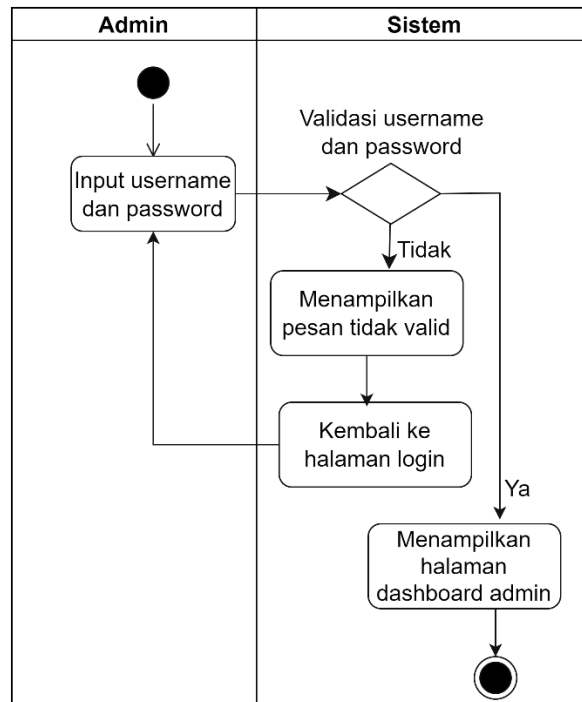 Admin
Sistem
Validasi username
dan password
Input username
dan password
Tidak
Menampilkan
pesan tidak valid
Kembali ke
halaman login
Ya
Menampilkan
halaman
dashboard admin